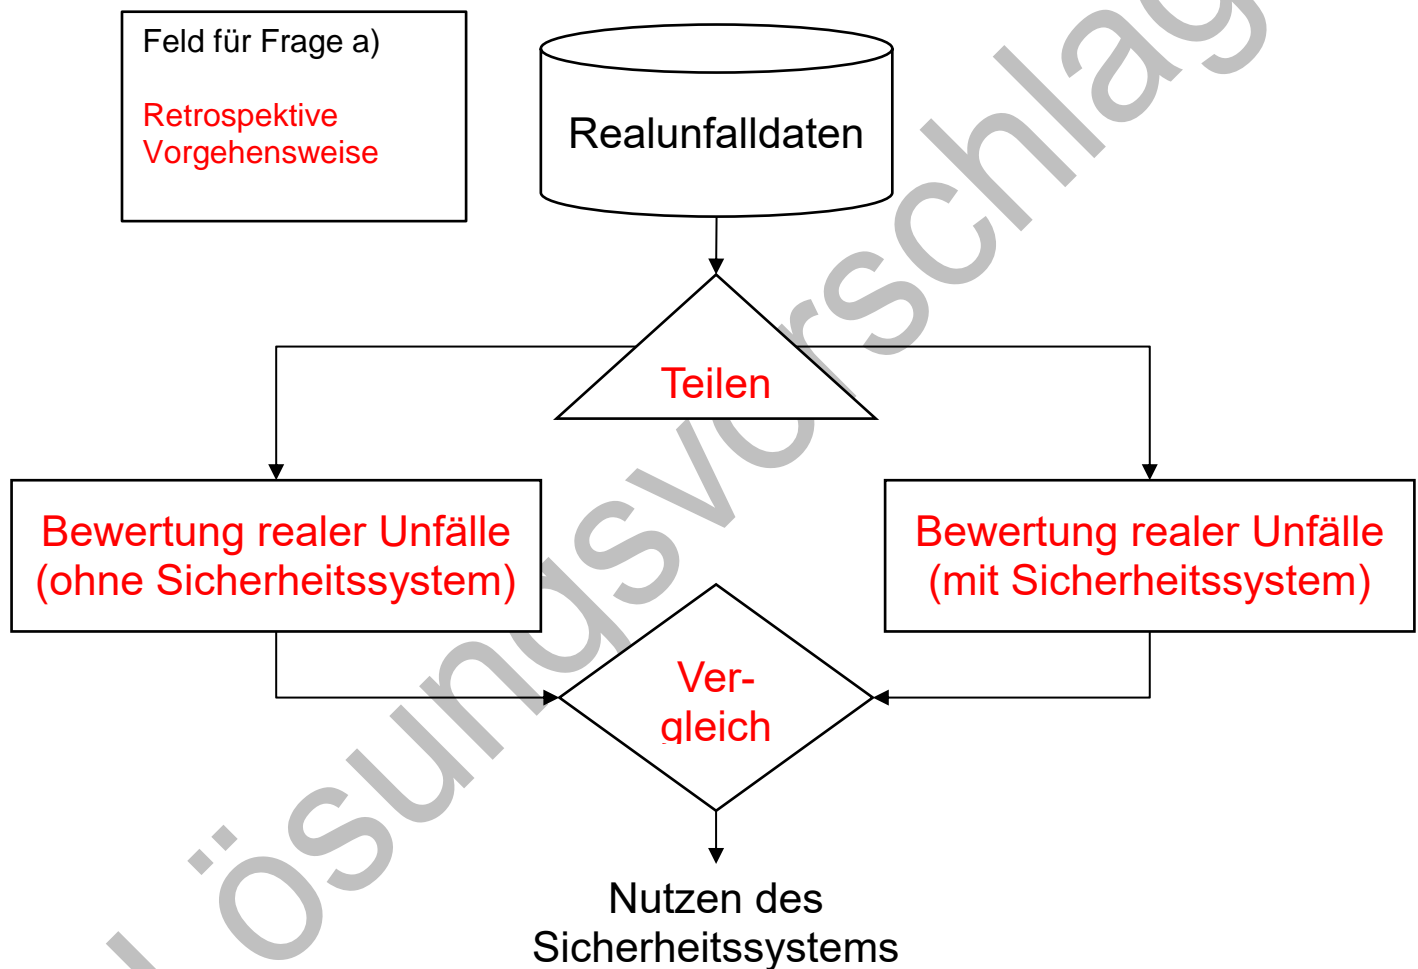 Feld für Frage a)
Retrospektive
Vorgehensweise
Realunfalldaten
Teilen
Bewertung realer Unfälle
(ohne Sicherheitssystem)
Bewertung realer Unfälle
(mit Sicherheitssystem)
Ver-
gleich
Nutzen des
Sicherheitssystems
Lösungsvorschlag